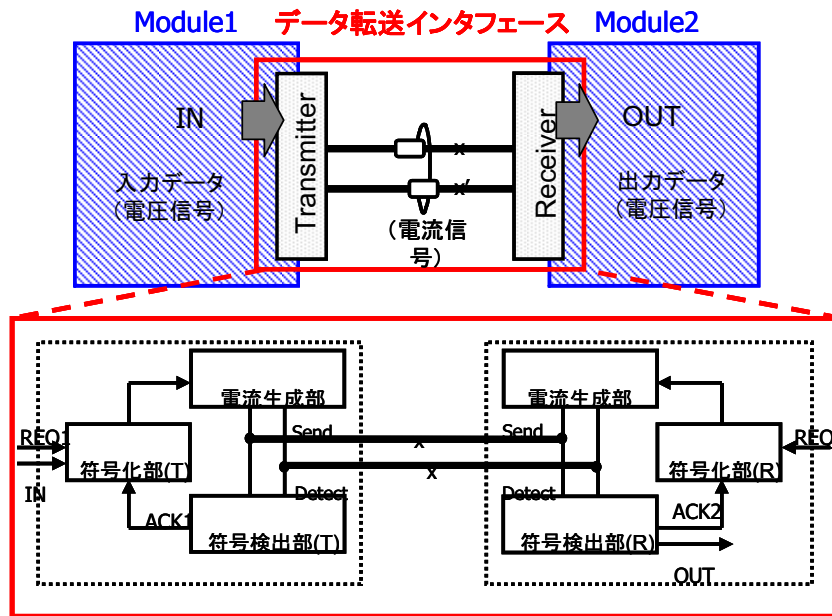 Module1
データ転送インタフェース
Module2
IN
Transmitter
Receiver
OUT
x
x'
入力データ
(電圧信号)
(電流信
号)
出力データ
(電圧信号)
電流生成部
電流生成部
REQ1
Send
x
Send
REQ
符号化部(T)
符号化部(R)
x
IN
Detect
Detect
ACK1
ACK2
符号検出部(T)
符号検出部(R)
OUT